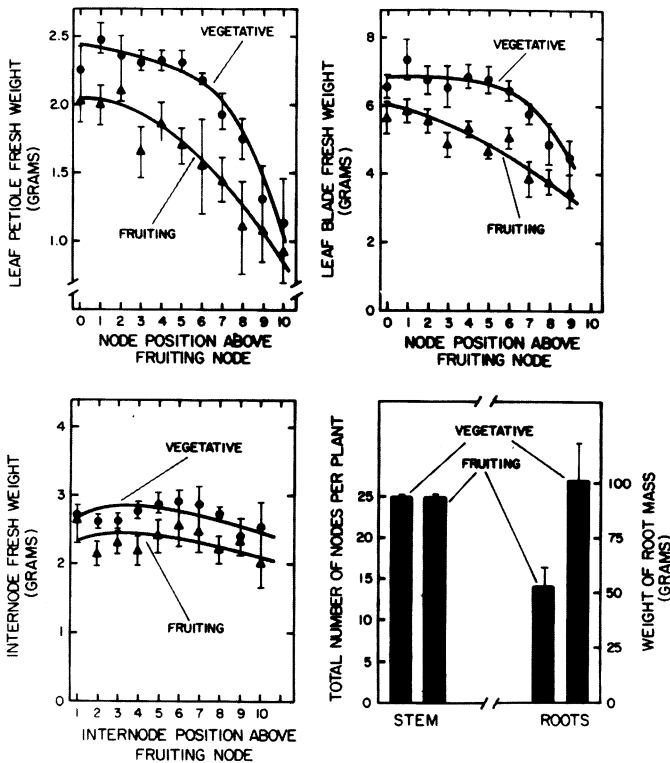 LEAF PETIOLE FRESH WEIGHT
(GRAMS)
2.5
2.0
1.5
1.0
VEGETATIVE
FRUITING
0 1 2 3 4 5 6 7 8 9 10
NODE POSITION ABOVE
FRUITING NODE
LEAF BLADE FRESH WEIGHT
(GRAMS)
8
6
4
2
0
VEGETATIVE
FRUITING
0 1 2 3 4 5 6 7 8 9 10
NODE POSITION ABOVE
FRUITING NODE
INTERNODE FRESH WEIGHT
(GRAMS)
4
3
2
1
0
VEGETATIVE
FRUITING
1 2 3 4 5 6 7 8 9 10
INTERNODE POSITION ABOVE
FRUITING NODE
TOTAL NUMBER OF NODES PER PLANT
25
20
15
10
5
0
VEGETATIVE
FRUITING
100
75
50
25
0
WEIGHT OF ROOT MASS
(GRAMS)
STEM
ROOTS